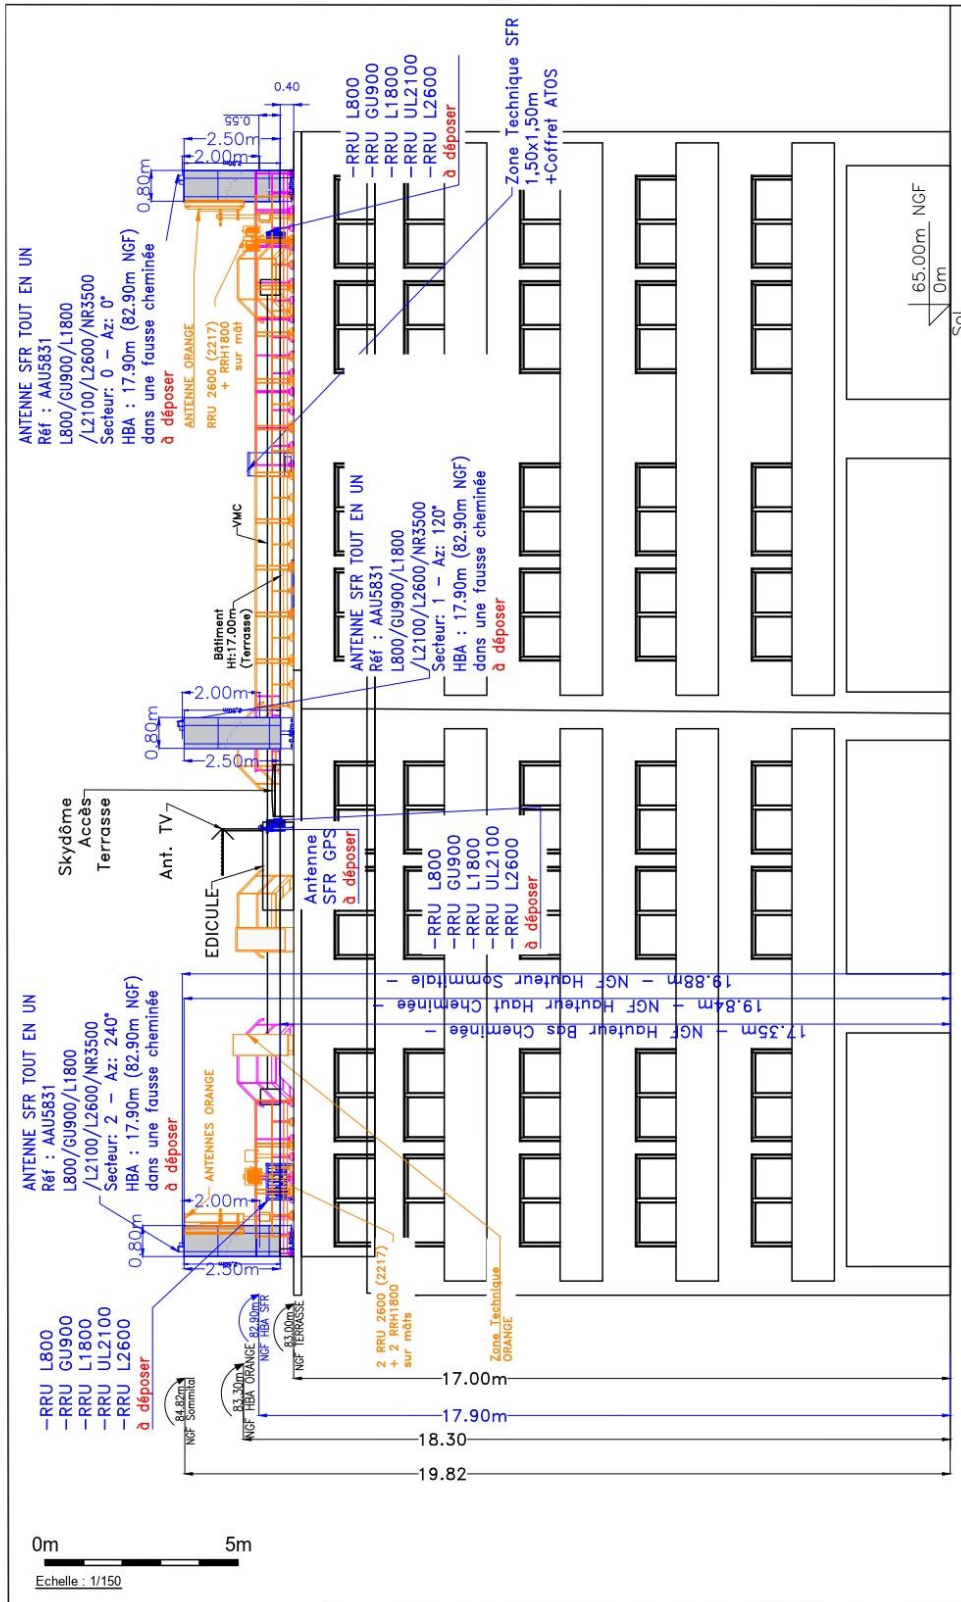 ANTENNE SFR TOUT EN UN
Réf : AAU5831
L800/GU900/L1800
/L2100/L2600/NR3500
Secteur: 0 - Az: 0°
HBA : 17.90m (82.90m NGF)
dans une fausse cheminée
à déposer
ANTENNE ORANGE
RRU 2600 (2217)
+ RRH1800
sur mât
0.80m
2.00m
2.50m
0.55
0.40
-RRU L800
-RRU GU900
-RRU L1800
-RRU UL2100
-RRU L2600
à déposer
Zone Technique SFR
1,50x1,50m
+Coffret ATOS
65.00m NGF
0m
Sol
VMC
Bâtiment
Ht:17.00m
(Terrasse)
ANTENNE SFR TOUT EN UN
Réf : AAU5831
L800/GU900/L1800
/L2100/L2600/NR3500
Secteur: 1 - Az: 120°
HBA : 17.90m (82.90m NGF)
dans une fausse cheminée
à déposer
0.80m
2.00m
2.50m
Skydôme
Accès
Terrasse
Ant. TV
EDICULE
Antenne
SFR GPS
à déposer
-RRU L800
-RRU GU900
-RRU L1800
-RRU UL2100
-RRU L2600
à déposer
19.88m - NGF Hauteur Sommitale -
19.84m - NGF Hauteur Haut Cheminée -
17.35m - NGF Hauteur Bas Cheminée -
ANTENNE SFR TOUT EN UN
Réf : AAU5831
L800/GU900/L1800
/L2100/L2600/NR3500
Secteur: 2 - Az: 240°
HBA : 17.90m (82.90m NGF)
dans une fausse cheminée
à déposer
ANTENNES ORANGE
0.80m
2.00m
2.50m
2 RRU 2600 (2217)
+ 2 RRH1800
sur mâts
Zone Technique
ORANGE
-RRU L800
-RRU GU900
-RRU L1800
-RRU UL2100
-RRU L2600
à déposer
84.82m
NGF Sommital
83.30m
NGF HBA ORANGE
82.90m
NGF HBA SFR
83.00m
NGF TERRASSE
17.00m
17.90m
18.30
19.82
0m 5m
Echelle : 1/150